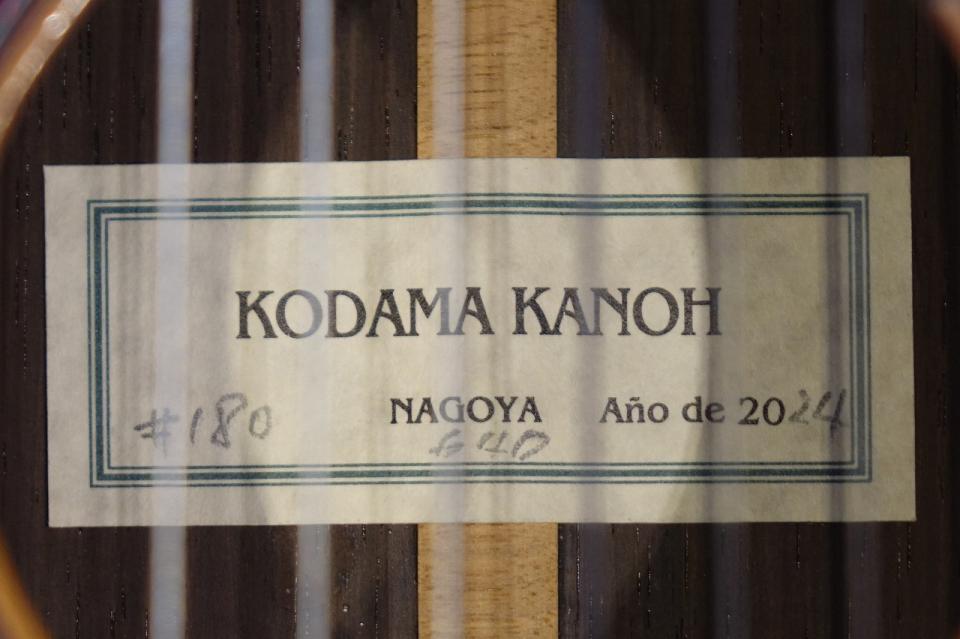 KODAMA KANOH
#180 NAGOYA Año de 2024
640